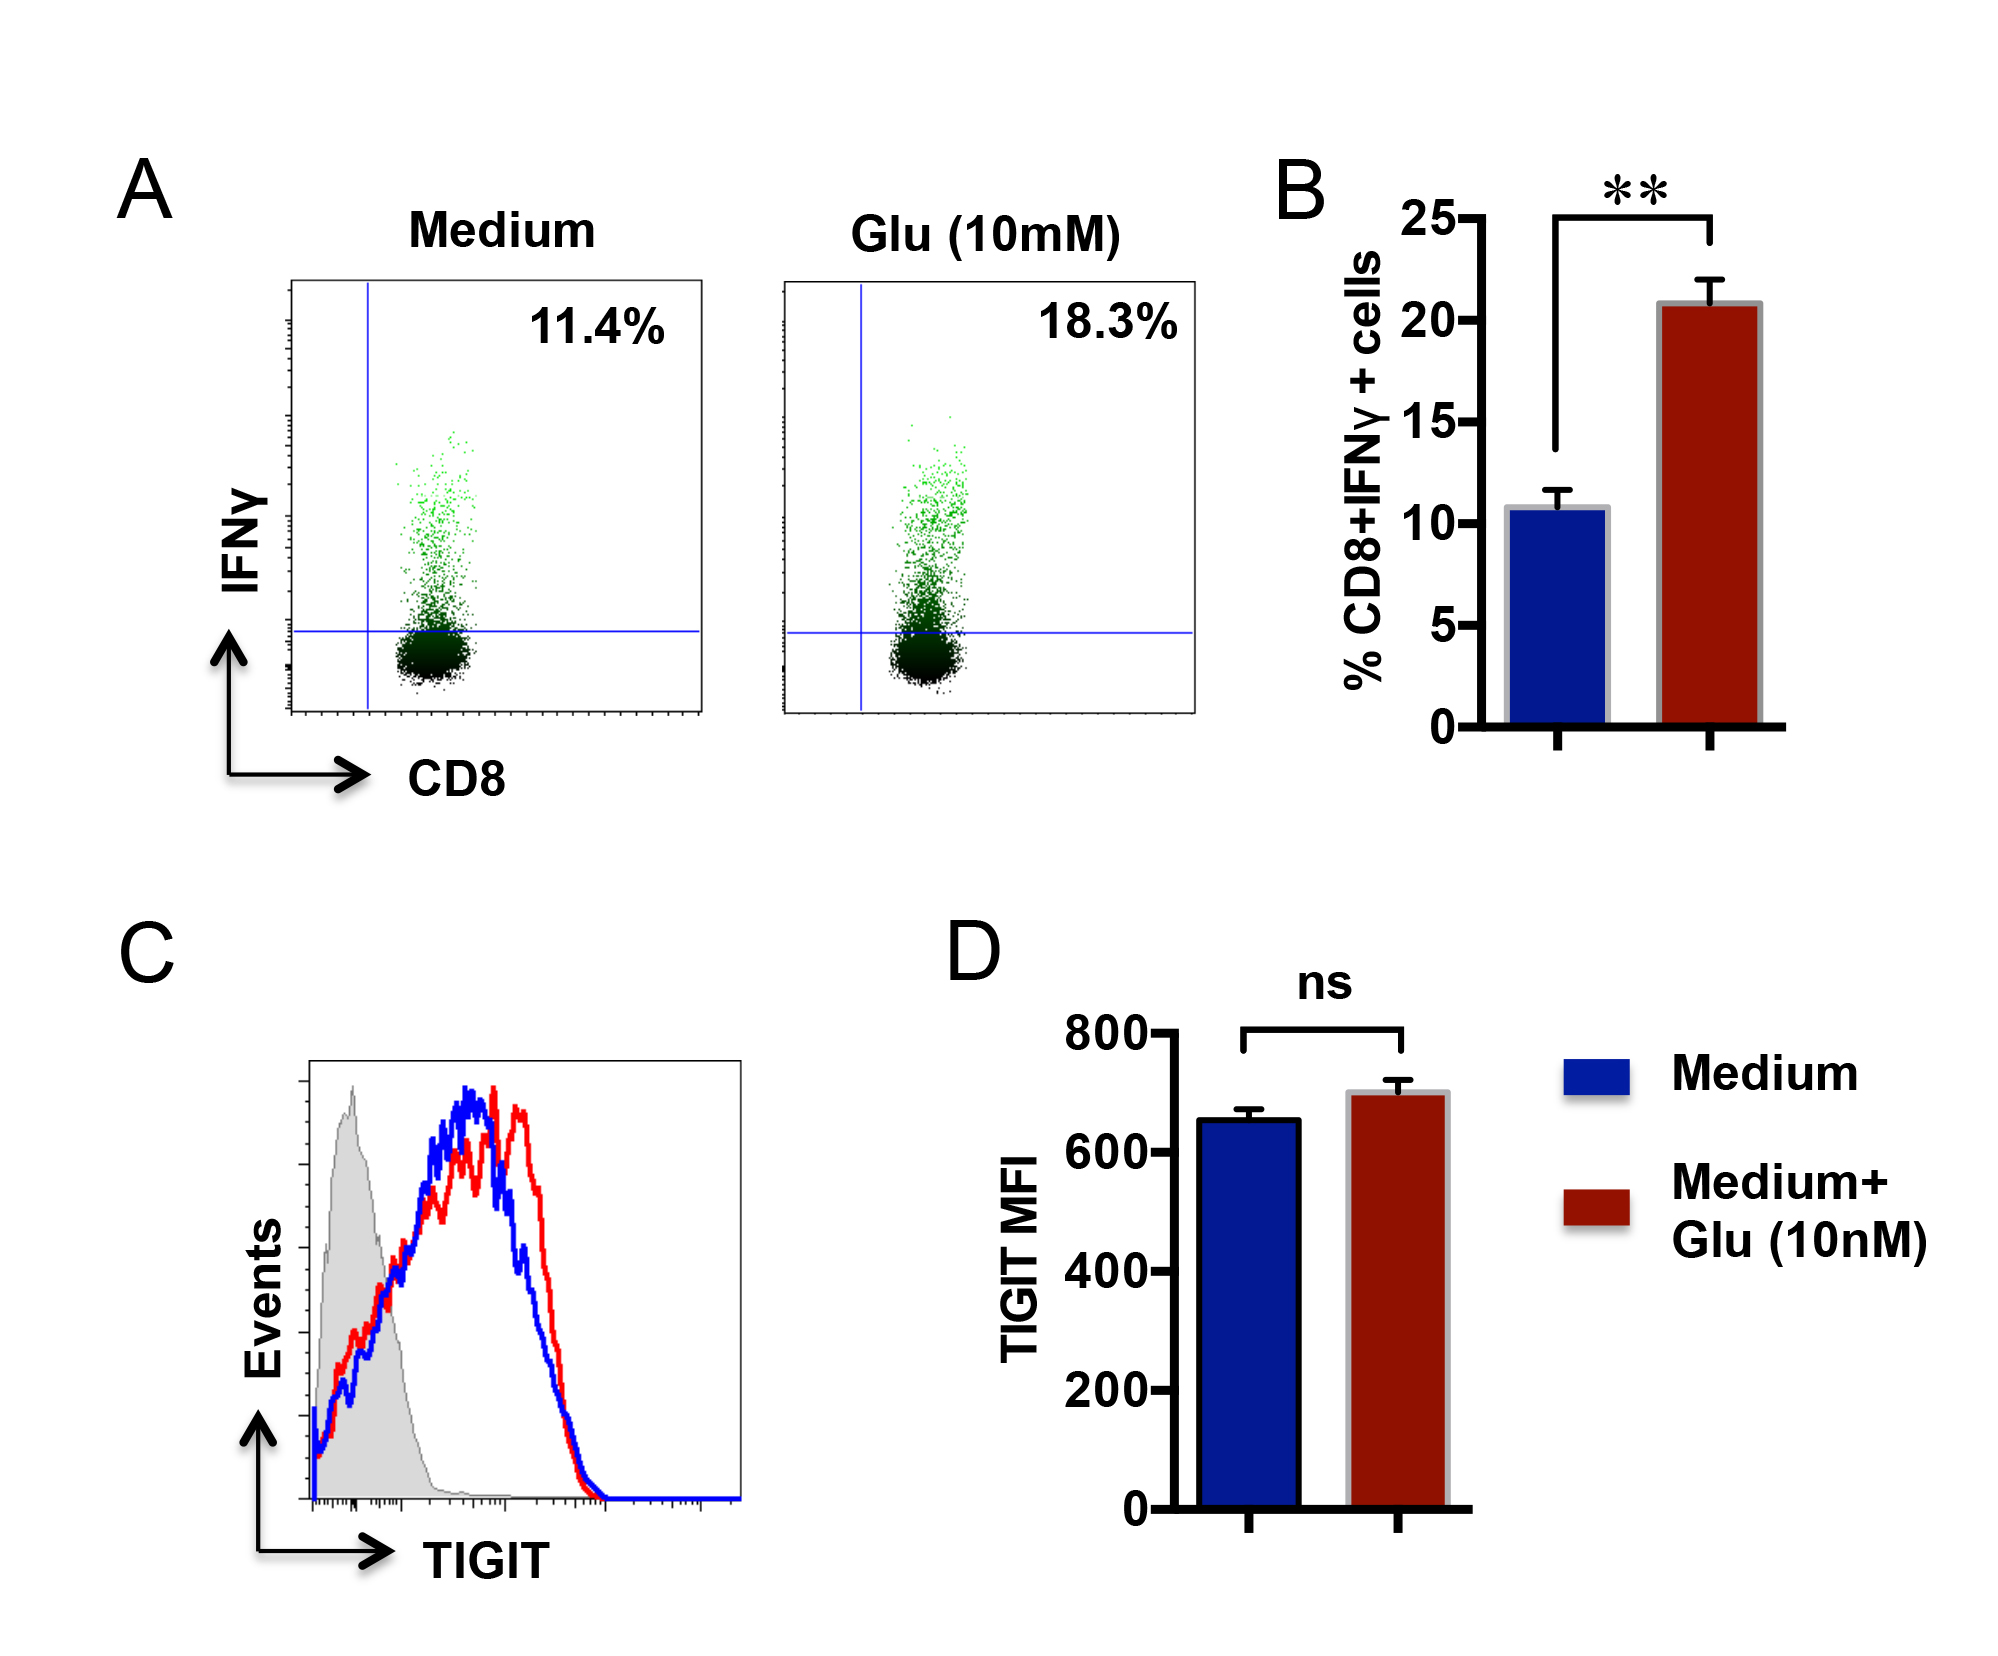 A
Medium
Glu (10mM)
11.4%
18.3%
IFNγ
CD8
B
**
25
20
15
10
5
0
% CD8+IFNγ + cells
C
Events
TIGIT
D
ns
800
600
400
200
0
TIGIT MFI
Medium
Medium+
Glu (10nM)